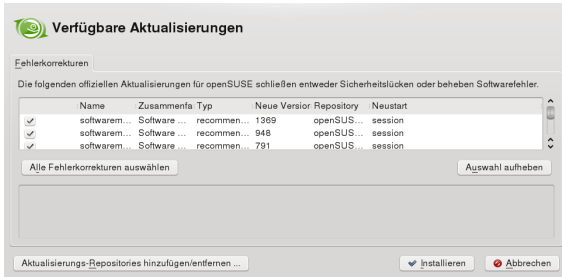 Verfügbare Aktualisierungen
Fehlerkorrekturen
Die folgenden offiziellen Aktualisierungen für openSUSE schließen entweder Sicherheitslücken oder beheben Softwarefehler.
Name Zusammenfa Typ Neue Version Repository Neustart
softwarem... Software ... recommen... 1369 openSUS... session
softwarem... Software ... recommen... 948 openSUS... session
softwarem... Software ... recommen... 791 openSUS... session
Alle Fehlerkorrekturen auswählen Auswahl aufheben
Aktualisierungs-Repositories hinzufügen/entfernen ... Installieren Abbrechen